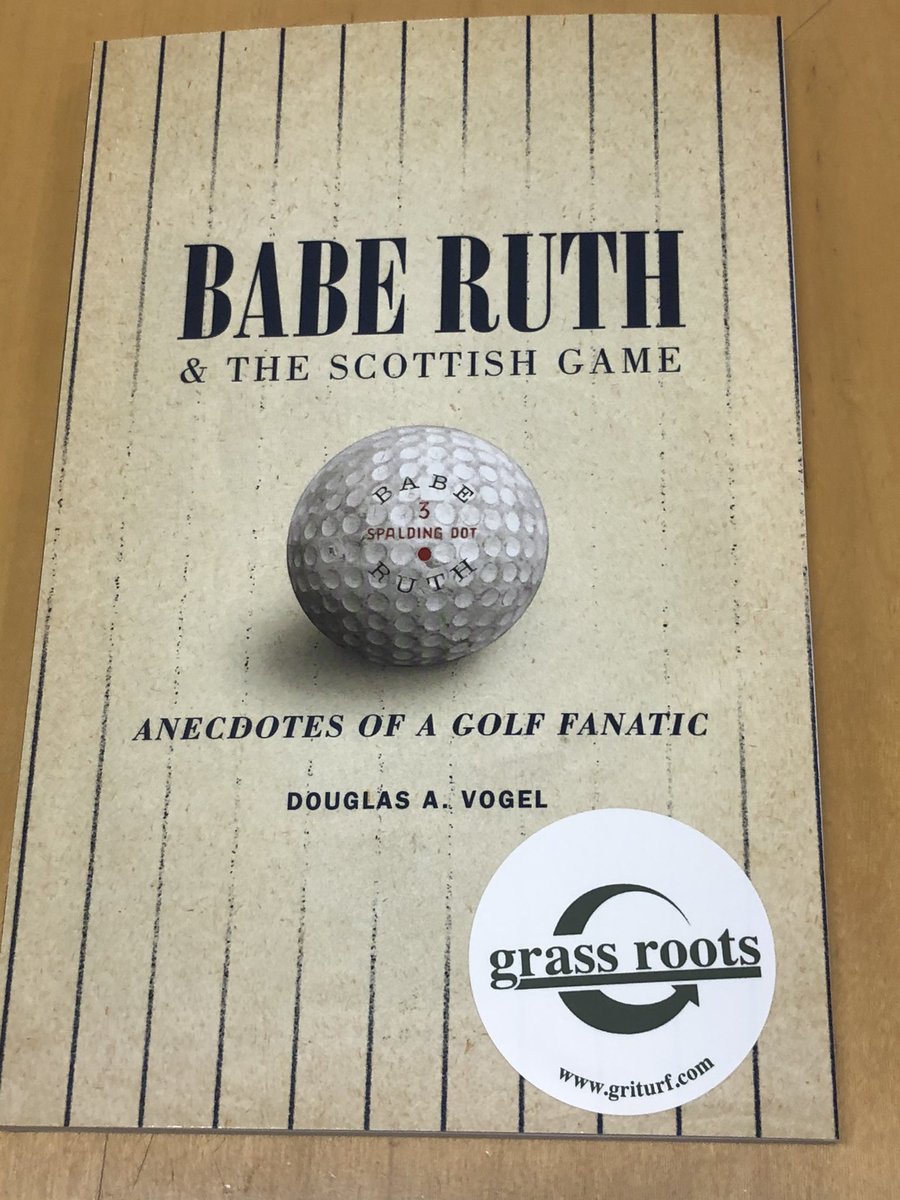 BABE RUTH
& THE SCOTTISH GAME
BABE
3
SPALDING DOT
RUTH
ANECDOTES OF A GOLF FANATIC
DOUGLAS A. VOGEL
grass roots
www.griturf.com